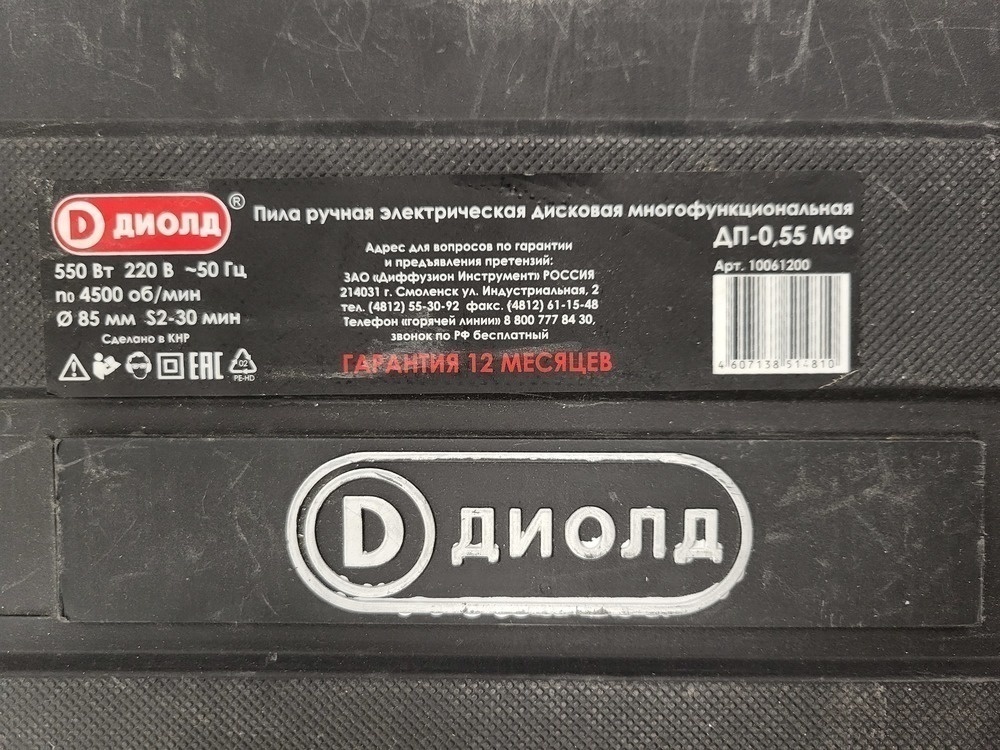 D ДИОЛД ®
550 Вт 220 В ~50 Гц
n₀ 4500 об/мин
Ø 85 мм S2-30 мин
Сделано в КНР
EAC
02
PE-HD
Пила ручная электрическая дисковая многофункциональная
Адрес для вопросов по гарантии
и предъявления претензий:
ЗАО «Диффузион Инструмент» РОССИЯ
214031 г. Смоленск ул. Индустриальная, 2
тел. (4812) 55-30-92 факс. (4812) 61-15-48
Телефон «горячей линии» 8 800 777 84 30,
звонок по РФ бесплатный
ГАРАНТИЯ 12 МЕСЯЦЕВ
ДП-0,55 МФ
Арт. 10061200
4 607138 514810
D ДИОЛД